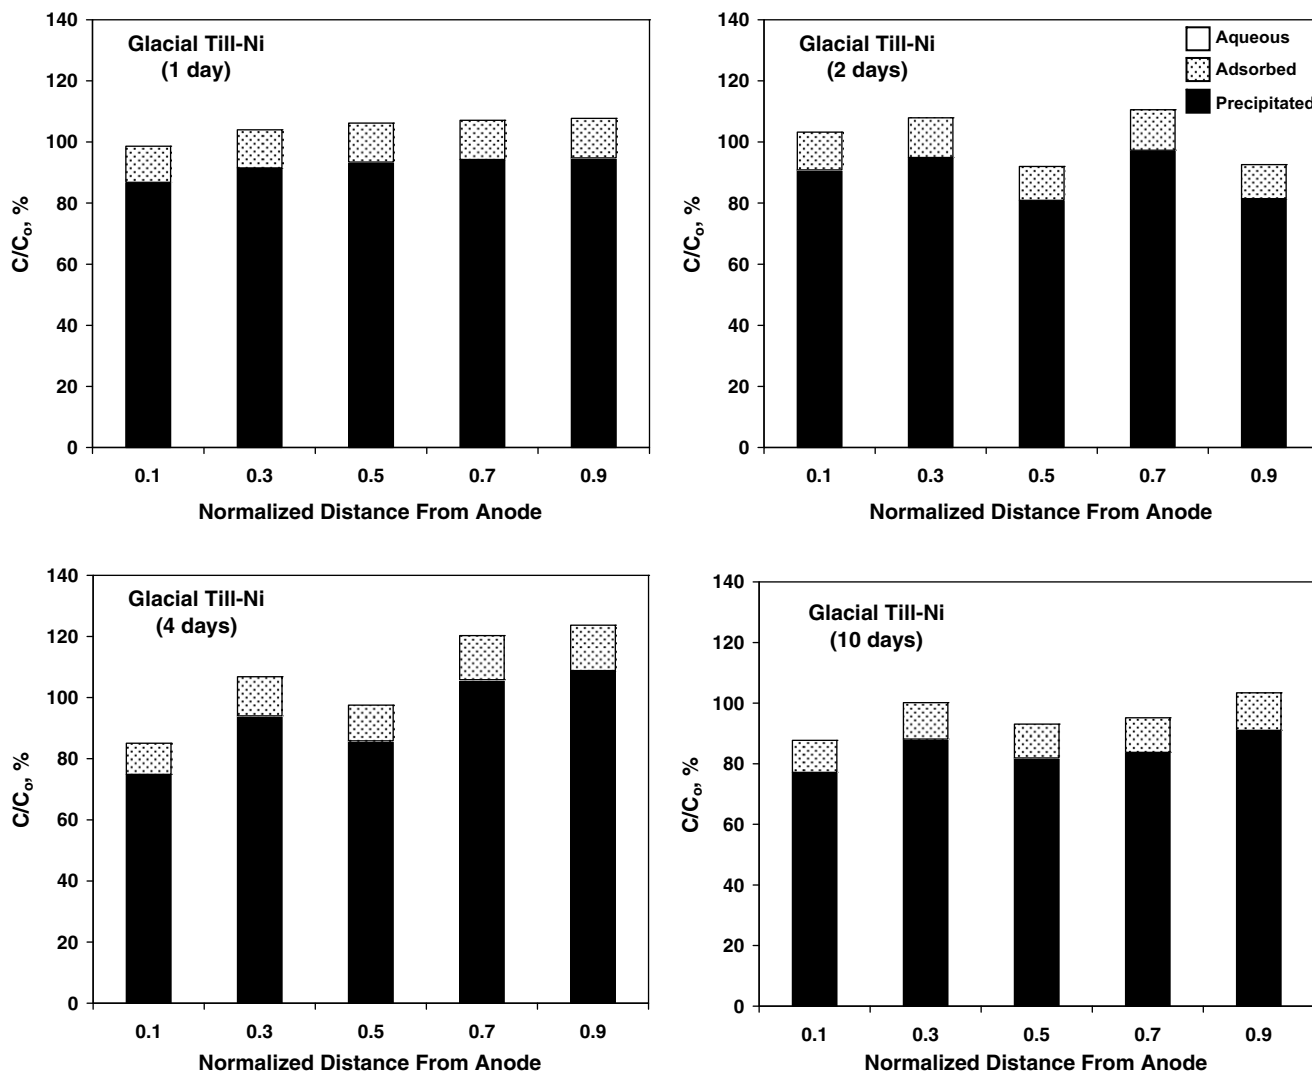 Glacial Till-Ni
(1 day)
C/Cₒ, %
140
120
100
80
60
40
20
0
0.1 0.3 0.5 0.7 0.9
Normalized Distance From Anode
Glacial Till-Ni
(2 days)
Aqueous
Adsorbed
Precipitated
C/Cₒ, %
140
120
100
80
60
40
20
0
0.1 0.3 0.5 0.7 0.9
Normalized Distance From Anode
Glacial Till-Ni
(4 days)
C/Cₒ, %
140
120
100
80
60
40
20
0
0.1 0.3 0.5 0.7 0.9
Normalized Distance From Anode
Glacial Till-Ni
(10 days)
C/Cₒ, %
140
120
100
80
60
40
20
0
0.1 0.3 0.5 0.7 0.9
Normalized Distance From Anode